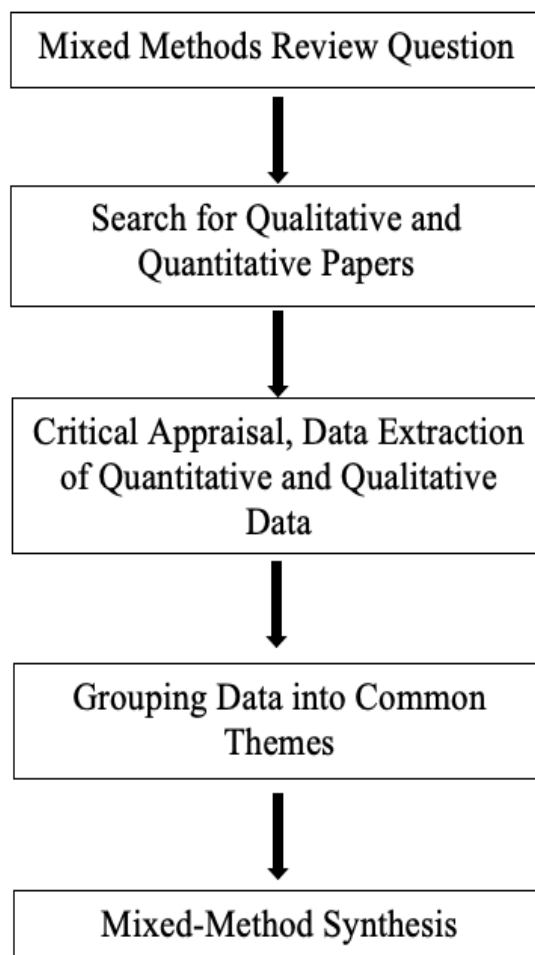 Mixed Methods Review Question
Search for Qualitative and
Quantitative Papers
Critical Appraisal, Data Extraction
of Quantitative and Qualitative
Data
Grouping Data into Common
Themes
Mixed-Method Synthesis